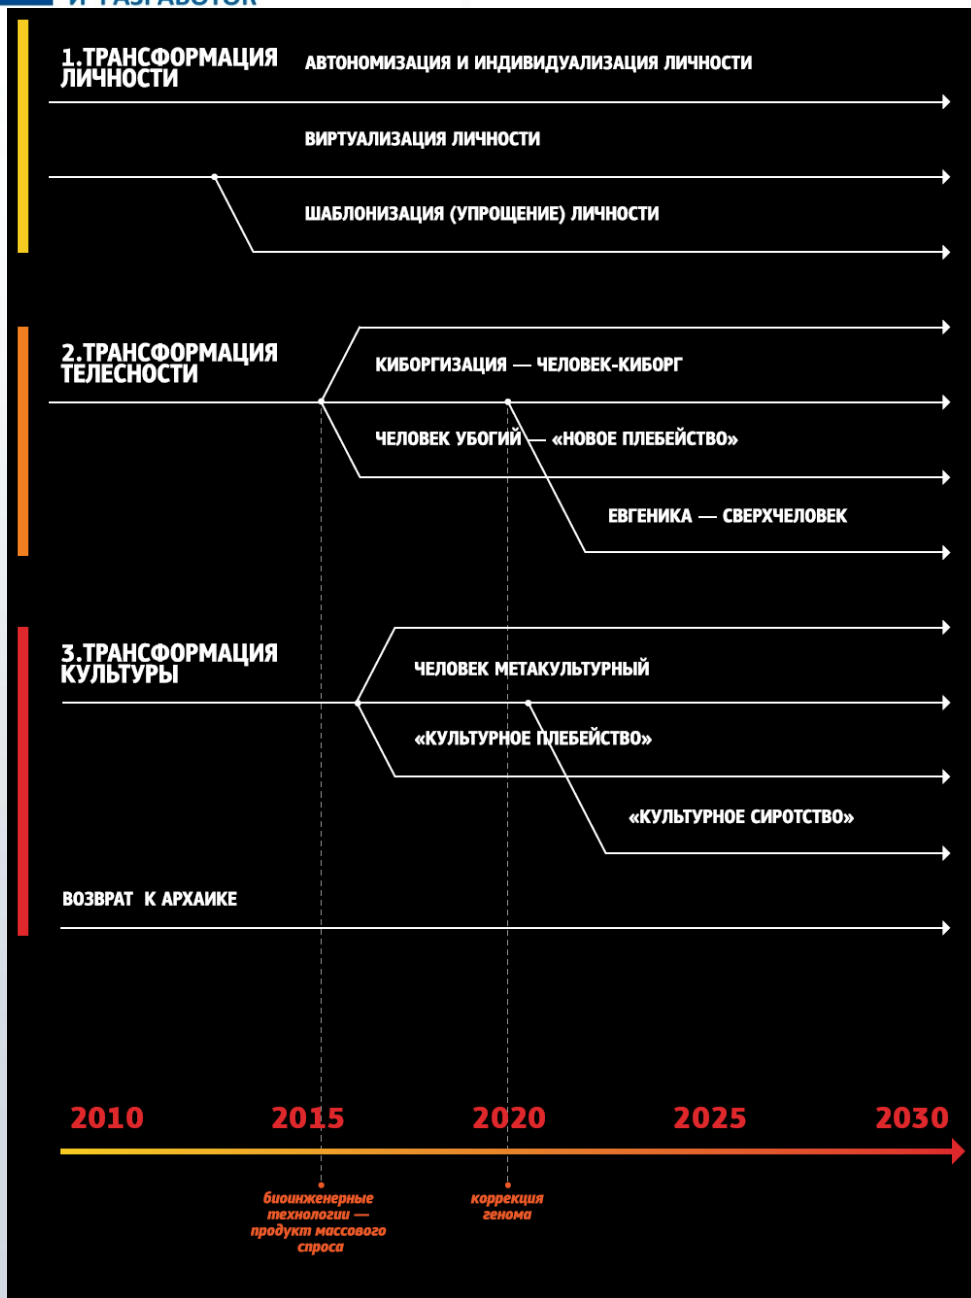 И РАЗРАБОТОК
1.ТРАНСФОРМАЦИЯ
ЛИЧНОСТИ
АВТОНОМИЗАЦИЯ И ИНДИВИДУАЛИЗАЦИЯ ЛИЧНОСТИ
ВИРТУАЛИЗАЦИЯ ЛИЧНОСТИ
ШАБЛОНИЗАЦИЯ (УПРОЩЕНИЕ) ЛИЧНОСТИ
2.ТРАНСФОРМАЦИЯ
ТЕЛЕСНОСТИ
КИБОРГИЗАЦИЯ — ЧЕЛОВЕК-КИБОРГ
ЧЕЛОВЕК УБОГИЙ — «НОВОЕ ПЛЕБЕЙСТВО»
ЕВГЕНИКА — СВЕРХЧЕЛОВЕК
3.ТРАНСФОРМАЦИЯ
КУЛЬТУРЫ
ЧЕЛОВЕК МЕТАКУЛЬТУРНЫЙ
«КУЛЬТУРНОЕ ПЛЕБЕЙСТВО»
«КУЛЬТУРНОЕ СИРОТСТВО»
ВОЗВРАТ К АРХАИКЕ
2010 2015 2020 2025 2030
биоинженерные
технологии —
продукт массового
спроса
коррекция
генома